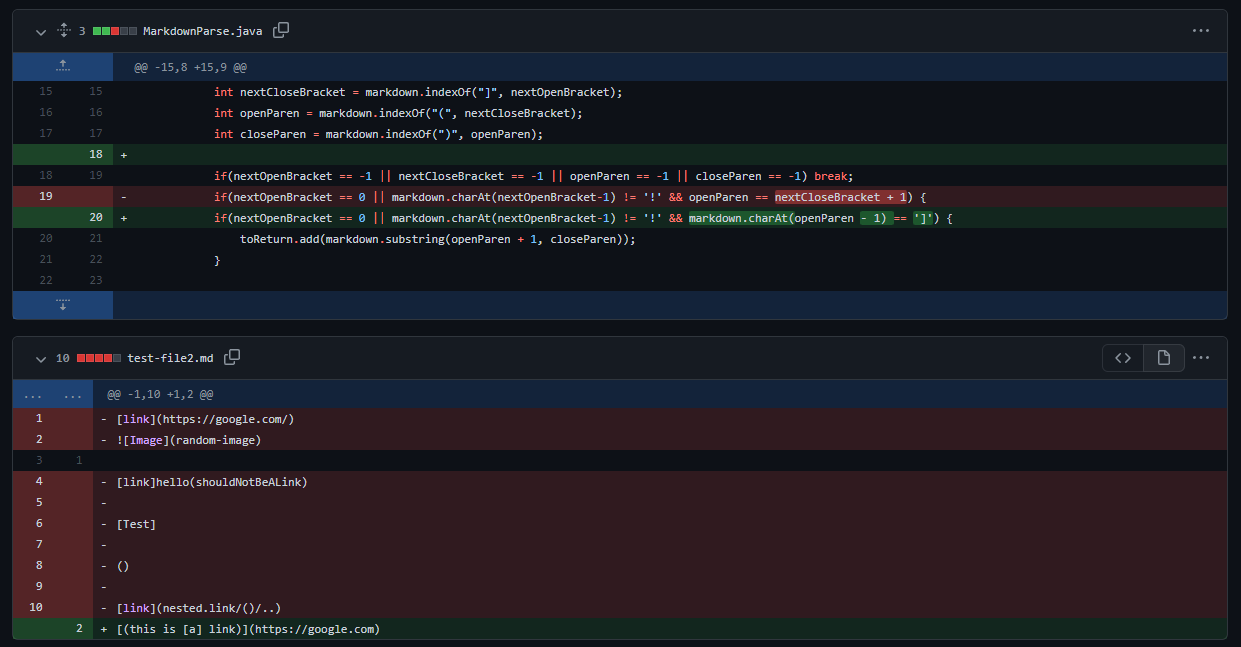 3 MarkdownParse.java
@@ -15,8 +15,9 @@
15 15 int nextCloseBracket = markdown.indexOf("]", nextOpenBracket);
16 16 int openParen = markdown.indexOf("(", nextCloseBracket);
17 17 int closeParen = markdown.indexOf(")", openParen);
18 +
18 19 if(nextOpenBracket == -1 || nextCloseBracket == -1 || openParen == -1 || closeParen == -1) break;
19 - if(nextOpenBracket == 0 || markdown.charAt(nextOpenBracket-1) != '!' && openParen == nextCloseBracket + 1) {
20 + if(nextOpenBracket == 0 || markdown.charAt(nextOpenBracket-1) != '!' && markdown.charAt(openParen - 1) == ']') {
20 21 toReturn.add(markdown.substring(openParen + 1, closeParen));
21 22 }
22 23
10 test-file2.md
... ... @@ -1,10 +1,2 @@
1 - [link](https://google.com/)
2 - ![Image](random-image)
3 1
4 - [link]hello(shouldNotBeALink)
5 -
6 - [Test]
7 -
8 - ()
9 -
10 - [link](nested.link/()/..)
2 + [(this is [a] link)](https://google.com)